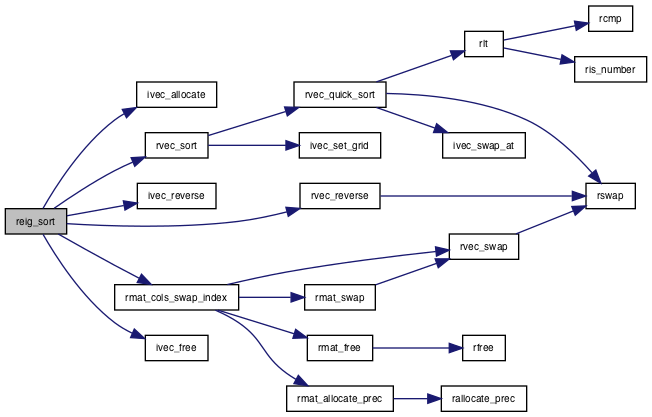 rcmp
rlt
ris_number
ivec_allocate
rvec_quick_sort
rvec_sort
ivec_set_grid
ivec_swap_at
ivec_reverse
rvec_reverse
rswap
reig_sort
rvec_swap
rmat_cols_swap_index
rmat_swap
ivec_free
rmat_free
rfree
rmat_allocate_prec
rallocate_prec